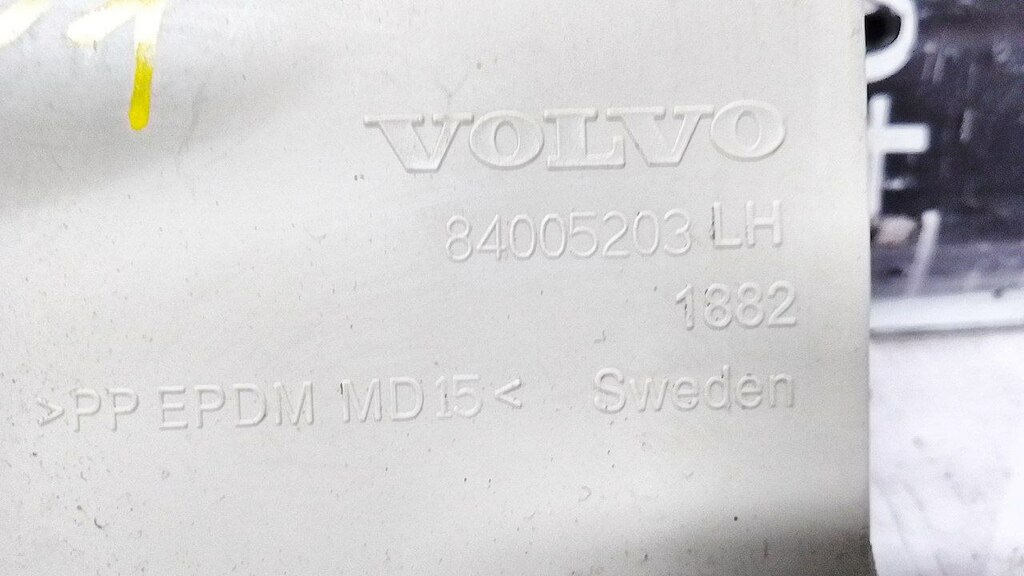 VOLVO
84005203 LH
1882
>PP EPDM MD15< Sweden